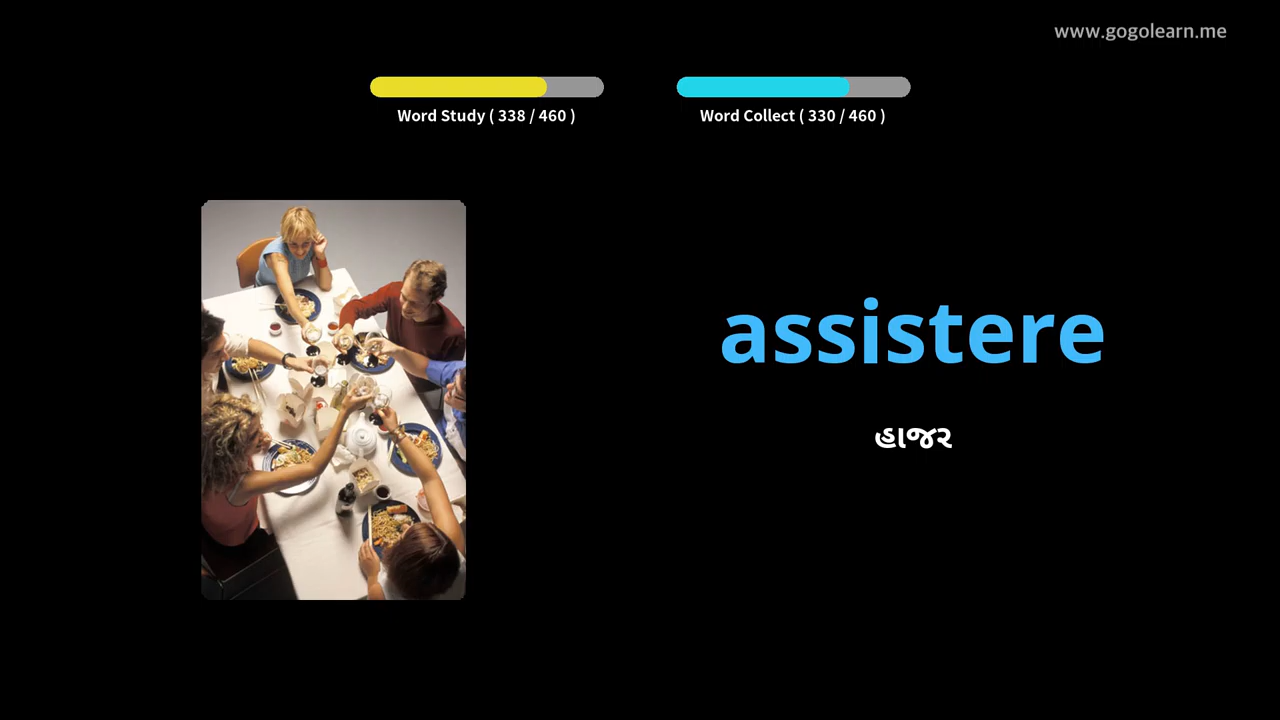 www.gogolearn.me
Word Study ( 338 / 460 )
Word Collect ( 330 / 460 )
assistere
હાજર